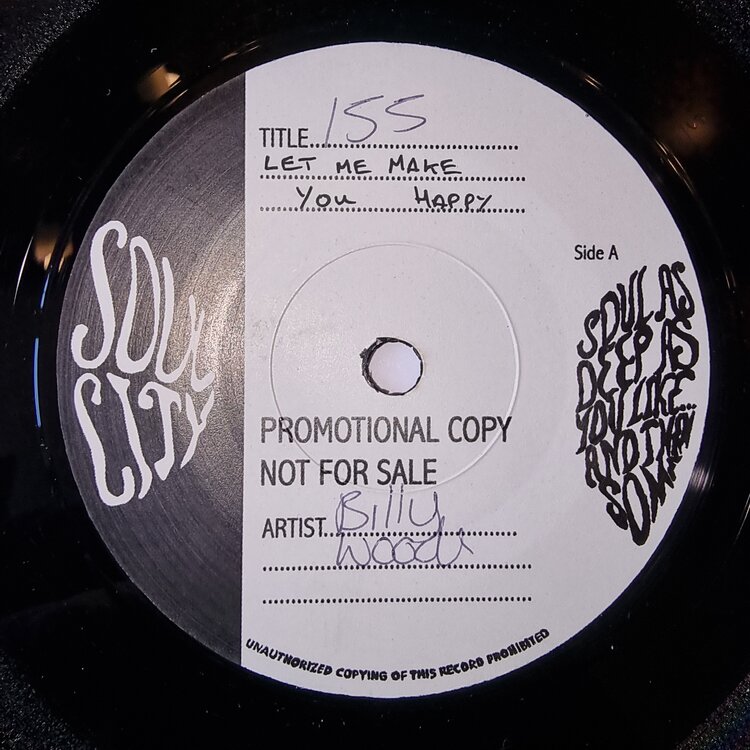 TITLE 155
LET ME MAKE
YOU HAPPY
Side A
SOUL
CITY
SOUL AS
DEEP AS
YOU LIKE...
AND THEN
SOME
PROMOTIONAL COPY
NOT FOR SALE
ARTIST Billy
Woods
UNAUTHORIZED COPYING OF THIS RECORD PROHIBITED